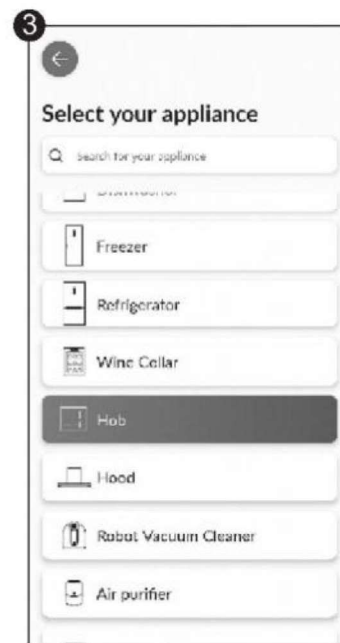 3
Select your appliance
Search for your appliance
Freezer
Refrigerator
Wine Cellar
Hob
Hood
Robot Vacuum Cleaner
Air purifier